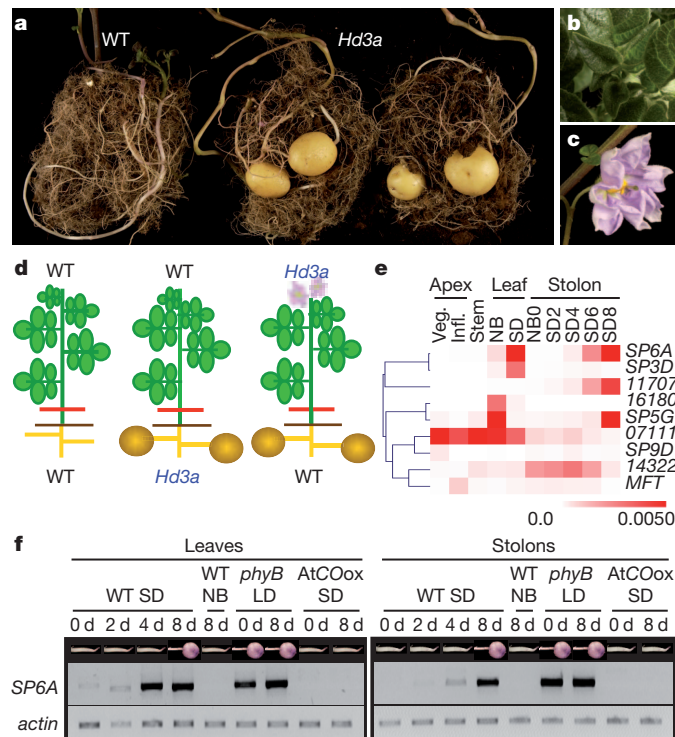 a
WT
Hd3a
b
c
d
WT
WT
Hd3a
WT
Hd3a
WT
e
Apex
Leaf
Stolon
Veg.
Infl.
Stem
NB
SD
NB0
SD2
SD4
SD6
SD8
SP6A
SP3D
11707
16180
SP5G
07111
SP9D
14322
MFT
0.0
0.0050
f
Leaves
Stolons
WT SD
WT NB
phyB LD
AtCOox SD
WT SD
WT NB
phyB LD
AtCOox SD
0 d 2 d 4 d 8 d 8 d 0 d 8 d 0 d 8 d
0 d 2 d 4 d 8 d 8 d 0 d 8 d 0 d 8 d
SP6A
actin